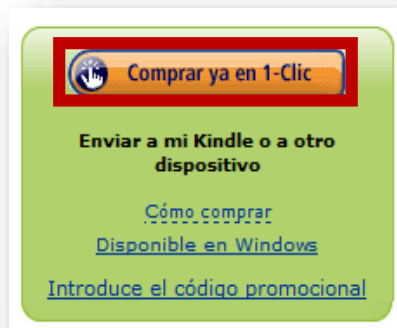 Comprar ya en 1-Clic
Enviar a mi Kindle o a otro
dispositivo
Cómo comprar
Disponible en Windows
Introduce el código promocional